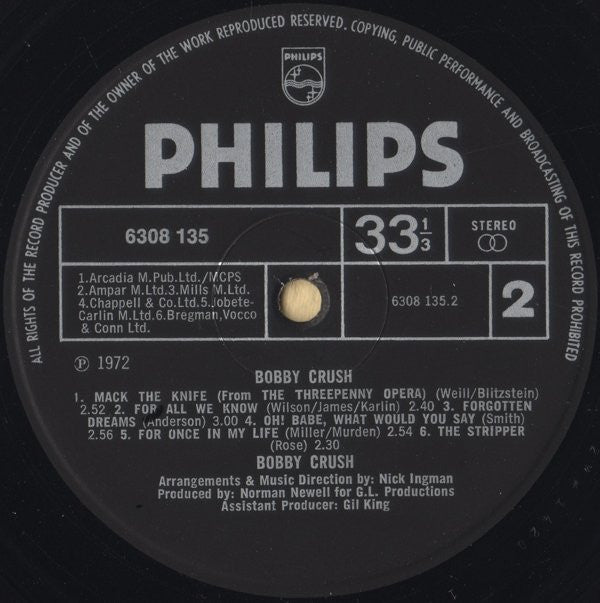 ALL RIGHTS OF THE RECORD PRODUCER AND OF THE OWNER OF THE WORK REPRODUCED RESERVED. COPYING, PUBLIC PERFORMANCE AND BROADCASTING OF THIS RECORD PROHIBITED
PHILIPS
PHILIPS
6308 135
33 1/3
STEREO
1.Arcadia M.Pub.Ltd./MCPS
2.Ampar M.Ltd.3.Mills M.Ltd.
4.Chappell & Co.Ltd.5.Jobete-
Carlin M.Ltd.6.Bregman,Vocco
& Conn Ltd.
6308 135.2
2
Ⓟ 1972
BOBBY CRUSH
1. MACK THE KNIFE (From THE THREEPENNY OPERA) (Weill/Blitzstein)
2.52 2. FOR ALL WE KNOW (Wilson/James/Karlin) 2.40 3. FORGOTTEN
DREAMS (Anderson) 3.00 4. OH! BABE, WHAT WOULD YOU SAY (Smith)
2.56 5. FOR ONCE IN MY LIFE (Miller/Murden) 2.54 6. THE STRIPPER
(Rose) 2.30
BOBBY CRUSH
Arrangements & Music Direction by: Nick Ingman
Produced by: Norman Newell for G.L. Productions
Assistant Producer: Gil King